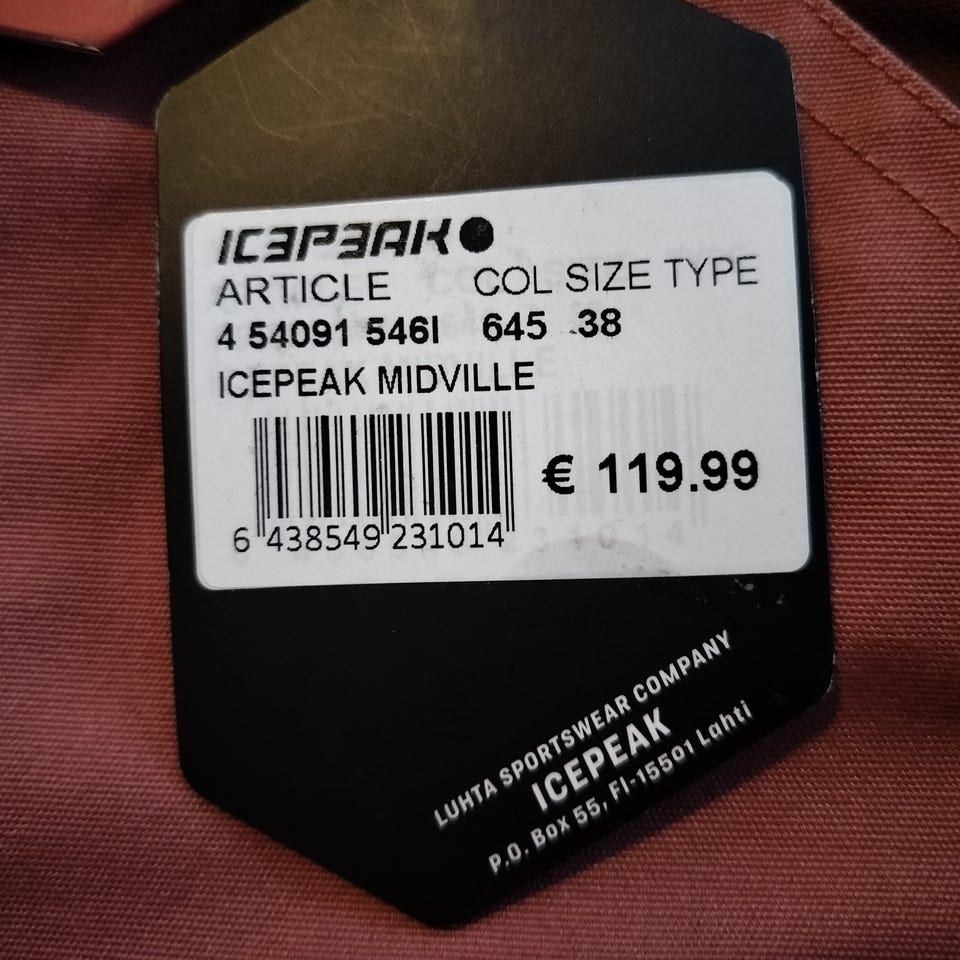 ICEPEAK
ARTICLE COL SIZE TYPE
4 54091 546I 645 38
ICEPEAK MIDVILLE
€ 119.99
6 438549 231014
LUHTA SPORTSWEAR COMPANY
ICEPEAK
P.O. Box 55, FI-15501 Lahti